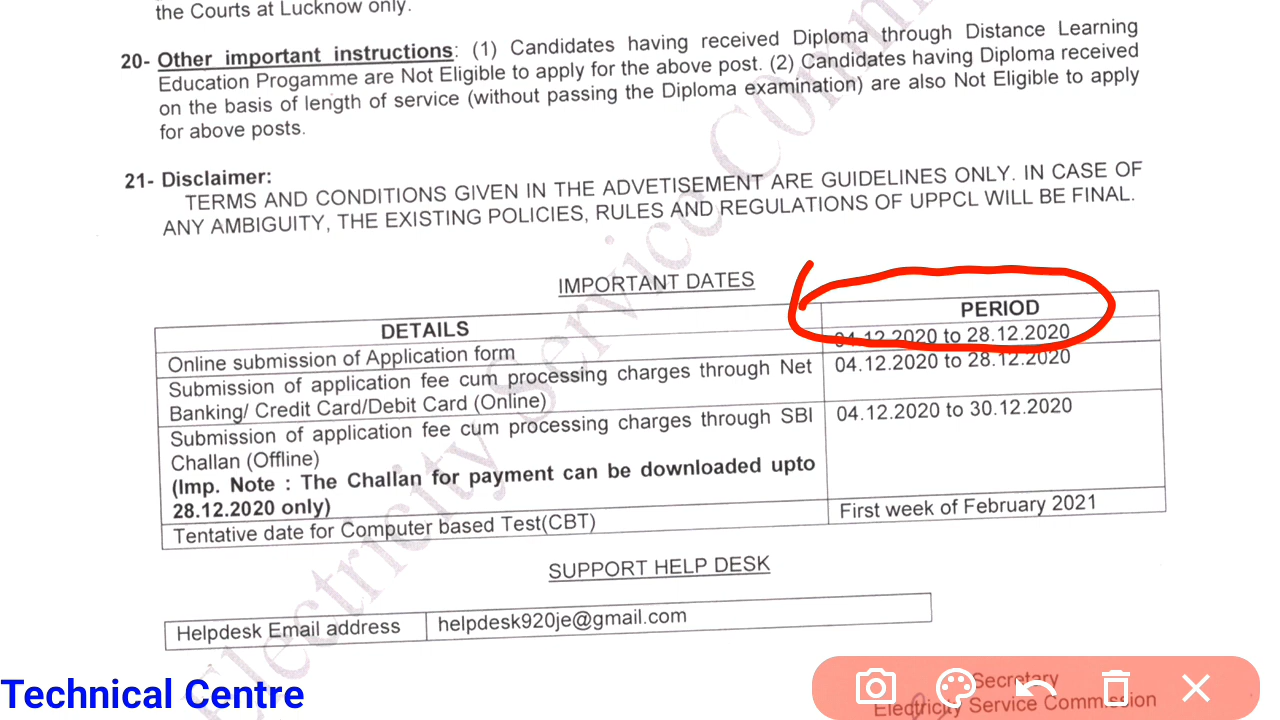 the Courts at Lucknow only.
20- Other important instructions: (1) Candidates having received Diploma through Distance Learning
Education Progamme are Not Eligible to apply for the above post. (2) Candidates having Diploma received
on the basis of length of service (without passing the Diploma examination) are also Not Eligible to apply
for above posts.
21- Disclaimer:
TERMS AND CONDITIONS GIVEN IN THE ADVETISEMENT ARE GUIDELINES ONLY. IN CASE OF
ANY AMBIGUITY, THE EXISTING POLICIES, RULES AND REGULATIONS OF UPPCL WILL BE FINAL.
IMPORTANT DATES
DETAILS PERIOD
Online submission of Application form 04.12.2020 to 28.12.2020
Submission of application fee cum processing charges through Net 04.12.2020 to 28.12.2020
Banking/ Credit Card/Debit Card (Online)
Submission of application fee cum processing charges through SBI 04.12.2020 to 30.12.2020
Challan (Offline)
(Imp. Note : The Challan for payment can be downloaded upto
28.12.2020 only)
Tentative date for Computer based Test(CBT) First week of February 2021
SUPPORT HELP DESK
Helpdesk Email address helpdesk920je@gmail.com
Secretary
Electricity Service Commission
Technical Centre
Electricity Service Comm